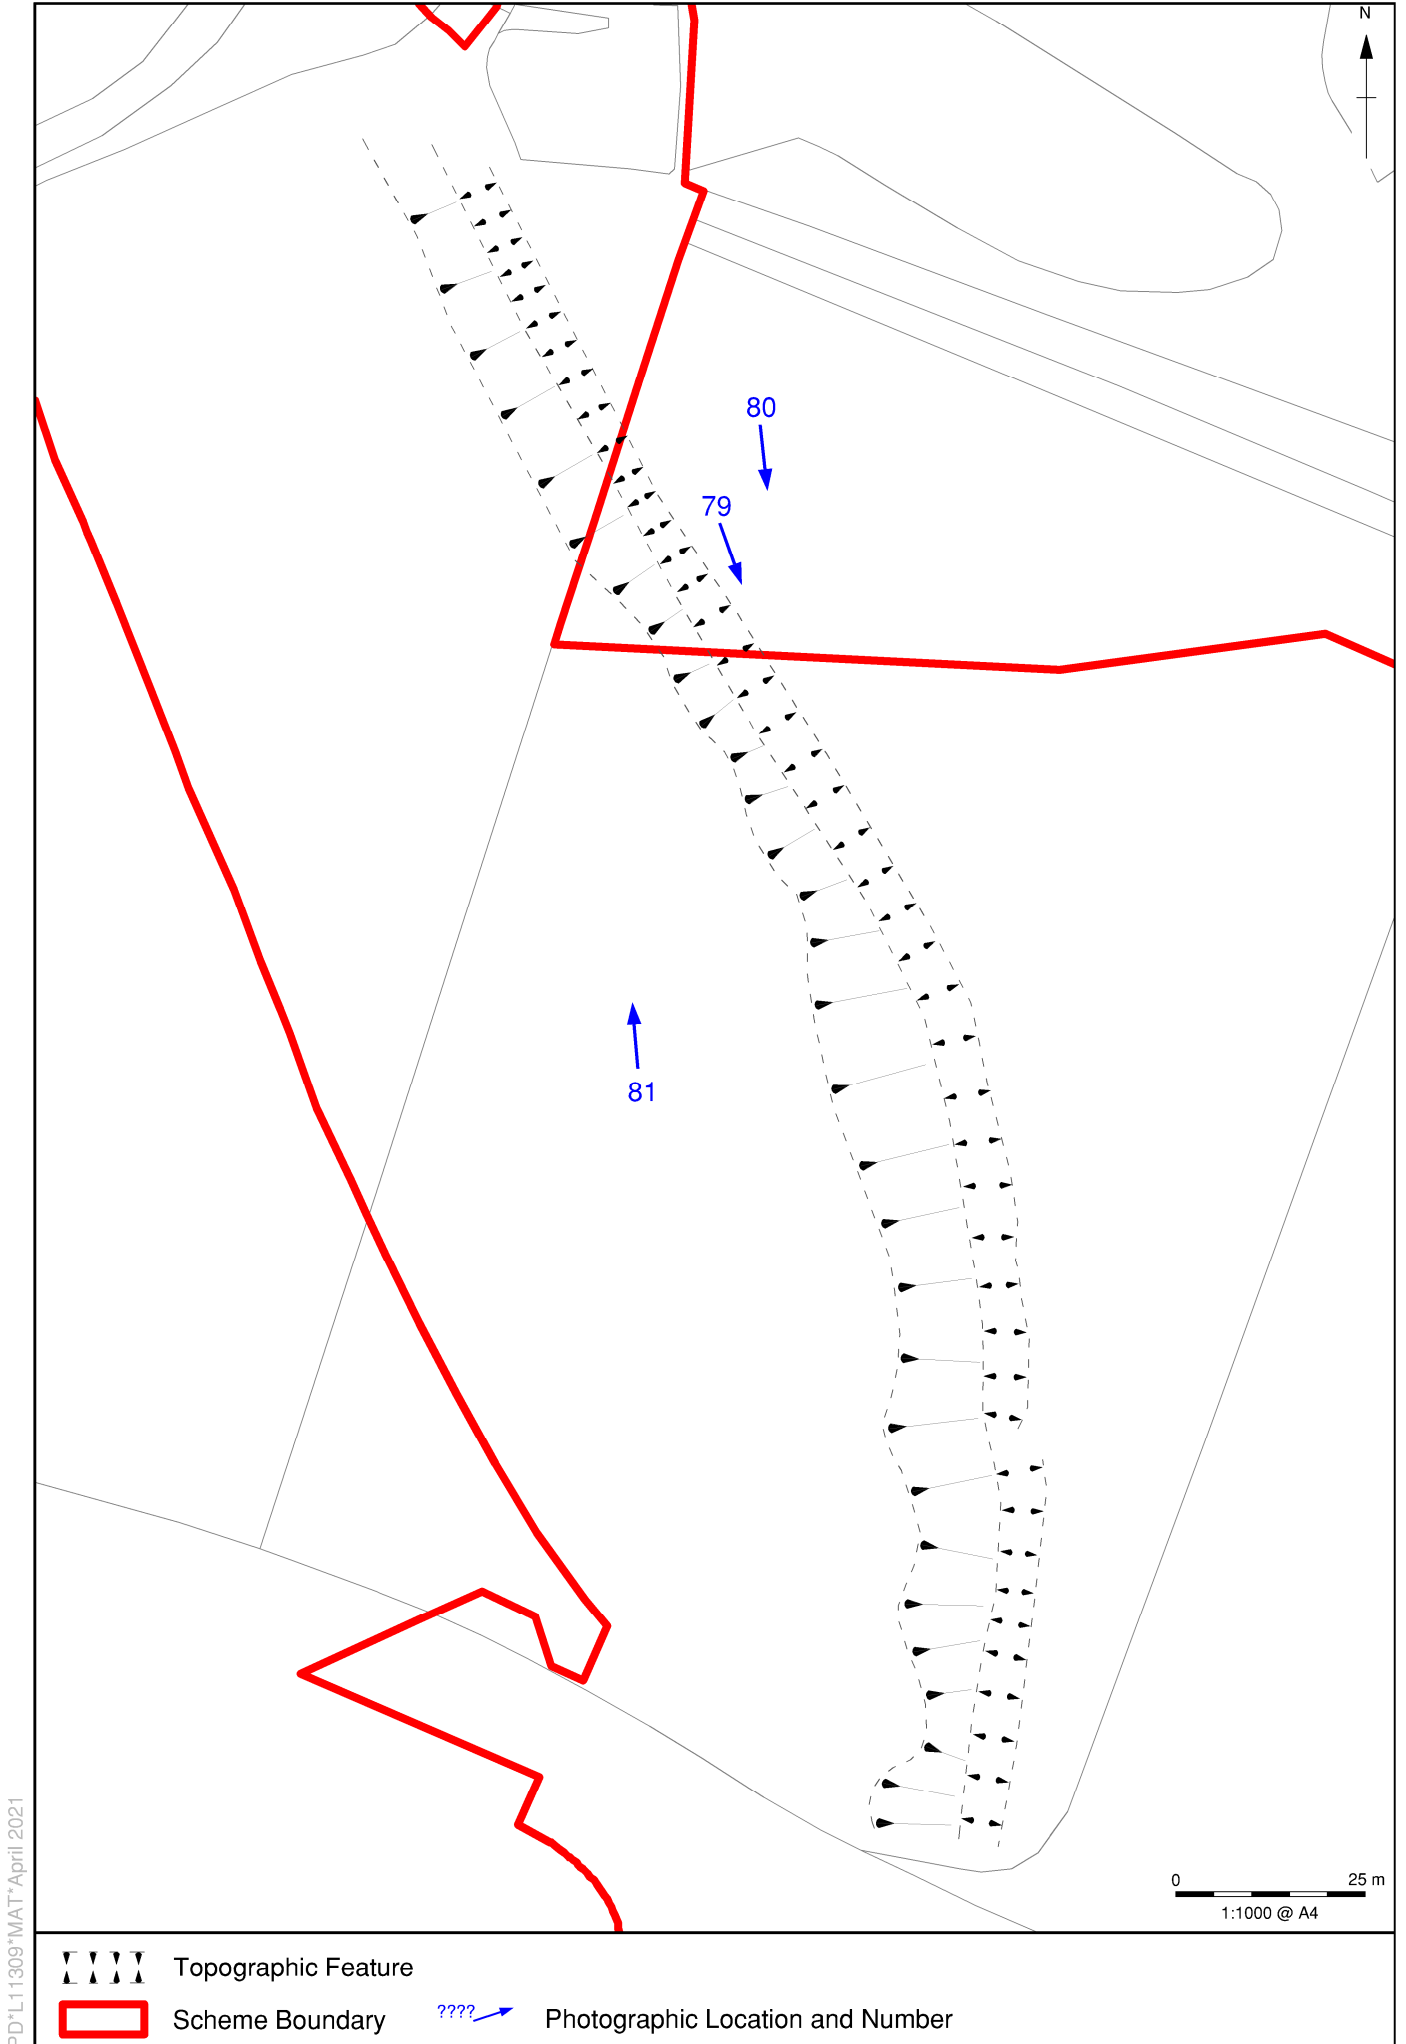 N
80
79
81
0 25 m
1:1000 @ A4
PD*L11309*MAT*April 2021
Topographic Feature
Scheme Boundary
???? Photographic Location and Number